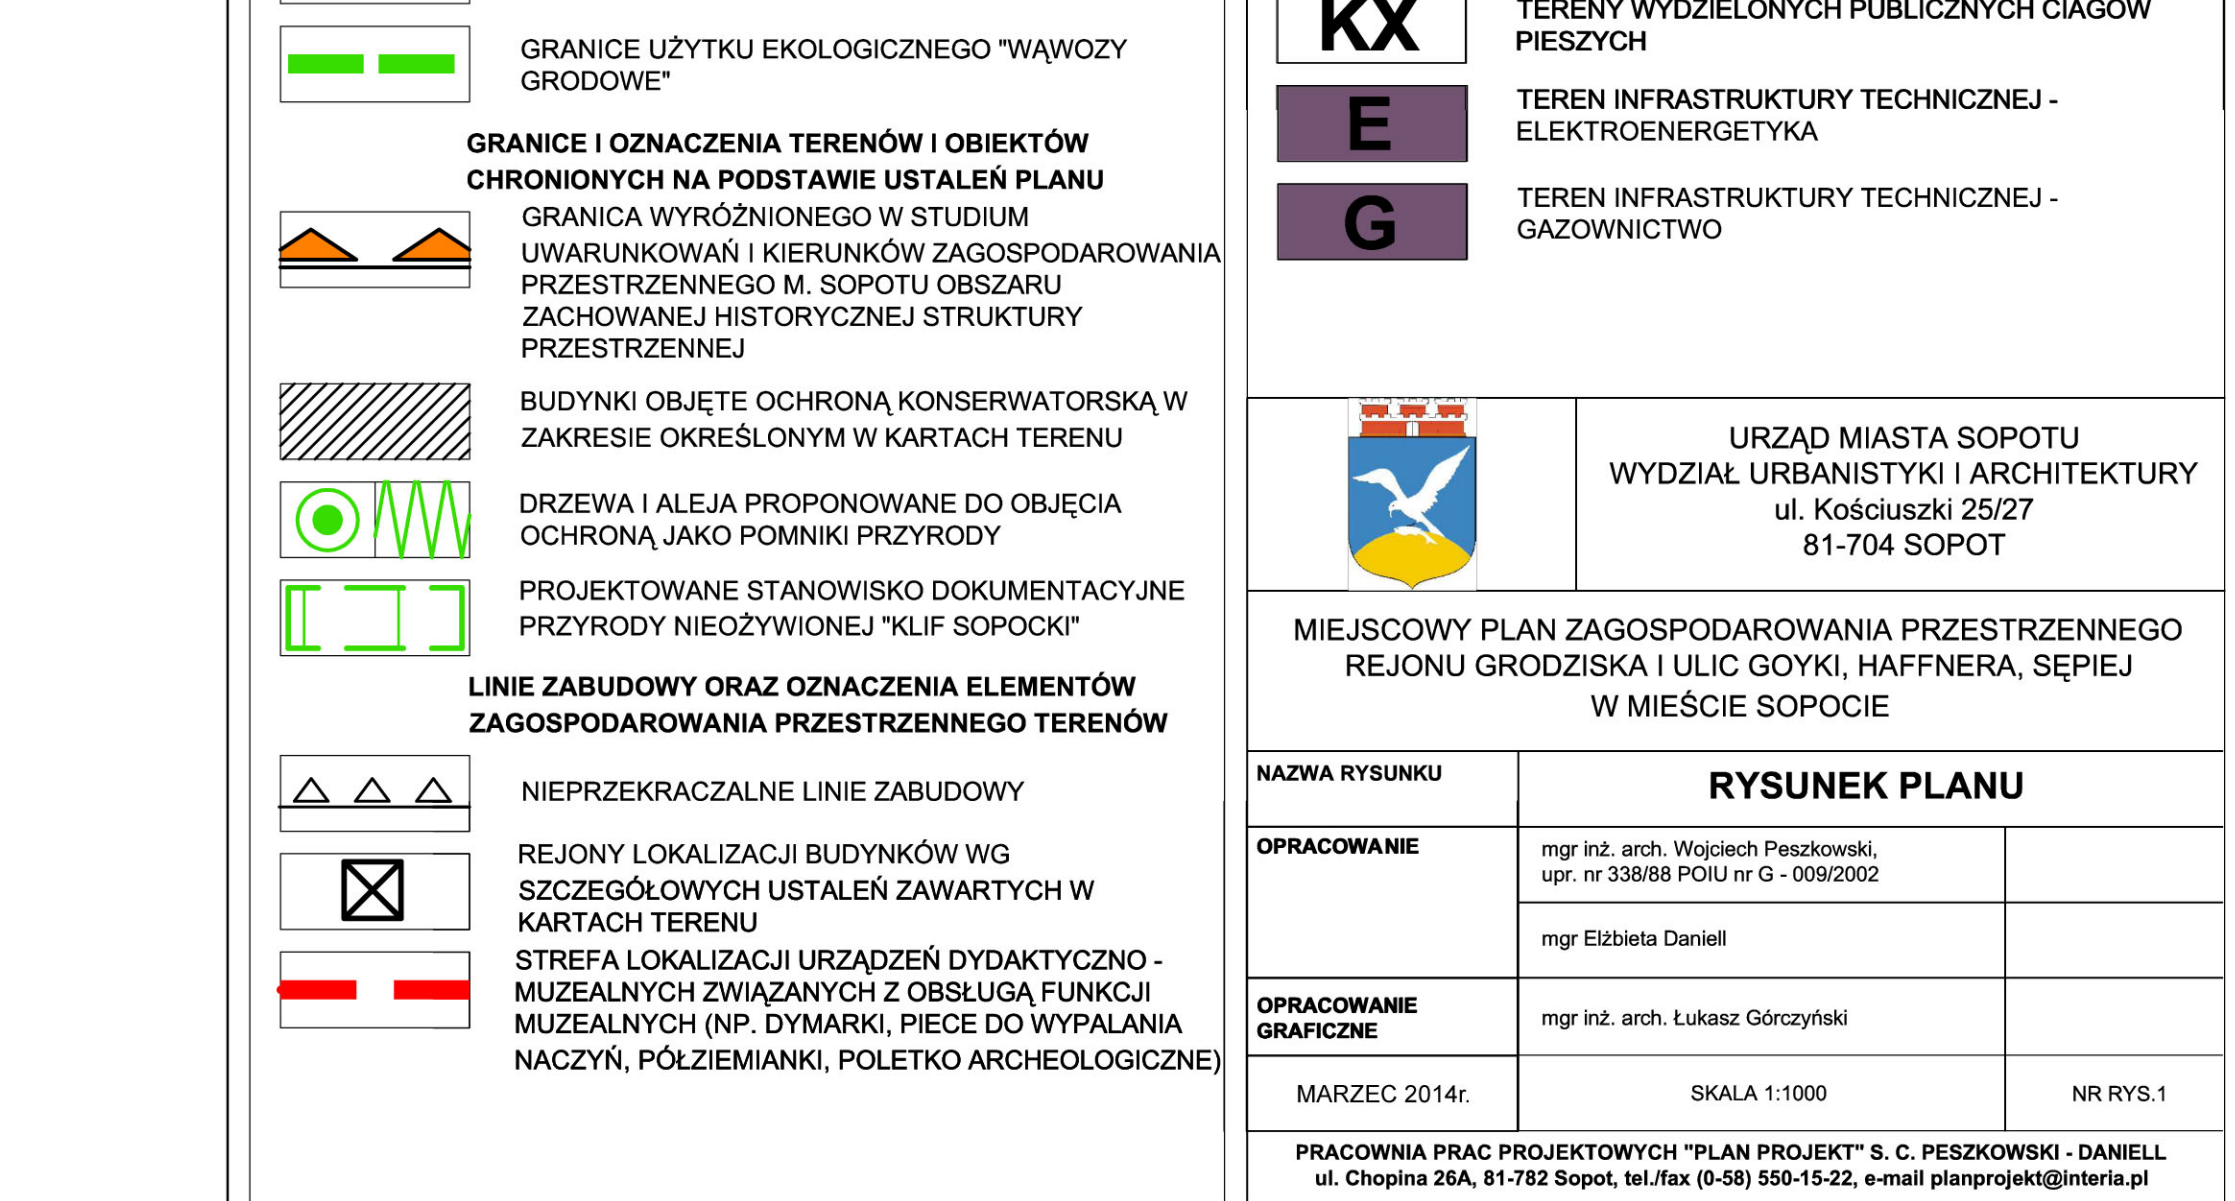 GRANICE UŻYTKU EKOLOGICZNEGO "WĄWOZY
GRODOWE"
GRANICE I OZNACZENIA TERENÓW I OBIEKTÓW
CHRONIONYCH NA PODSTAWIE USTALEŃ PLANU
GRANICA WYRÓŻNIONEGO W STUDIUM
UWARUNKOWAŃ I KIERUNKÓW ZAGOSPODAROWANIA
PRZESTRZENNEGO M. SOPOTU OBSZARU
ZACHOWANEJ HISTORYCZNEJ STRUKTURY
PRZESTRZENNEJ
BUDYNKI OBJĘTE OCHRONĄ KONSERWATORSKĄ W
ZAKRESIE OKREŚLONYM W KARTACH TERENU
DRZEWA I ALEJA PROPONOWANE DO OBJĘCIA
OCHRONĄ JAKO POMNIKI PRZYRODY
PROJEKTOWANE STANOWISKO DOKUMENTACYJNE
PRZYRODY NIEOŻYWIONEJ "KLIF SOPOCKI"
LINIE ZABUDOWY ORAZ OZNACZENIA ELEMENTÓW
ZAGOSPODAROWANIA PRZESTRZENNEGO TERENÓW
NIEPRZEKRACZALNE LINIE ZABUDOWY
REJONY LOKALIZACJI BUDYNKÓW WG
SZCZEGÓŁOWYCH USTALEŃ ZAWARTYCH W
KARTACH TERENU
STREFA LOKALIZACJI URZĄDZEŃ DYDAKTYCZNO -
MUZEALNYCH ZWIĄZANYCH Z OBSŁUGĄ FUNKCJI
MUZEALNYCH (NP. DYMARKI, PIECE DO WYPALANIA
NACZYŃ, PÓŁZIEMIANKI, POLETKO ARCHEOLOGICZNE)
KX
TERENY WYDZIELONYCH PUBLICZNYCH CIĄGÓW
PIESZYCH
E
TEREN INFRASTRUKTURY TECHNICZNEJ -
ELEKTROENERGETYKA
G
TEREN INFRASTRUKTURY TECHNICZNEJ -
GAZOWNICTWO
URZĄD MIASTA SOPOTU
WYDZIAŁ URBANISTYKI I ARCHITEKTURY
ul. Kościuszki 25/27
81-704 SOPOT
MIEJSCOWY PLAN ZAGOSPODAROWANIA PRZESTRZENNEGO
REJONU GRODZISKA I ULIC GOYKI, HAFFNERA, SĘPIEJ
W MIEŚCIE SOPOCIE
NAZWA RYSUNKU
RYSUNEK PLANU
OPRACOWANIE
mgr inż. arch. Wojciech Peszkowski,
upr. nr 338/88 POIU nr G - 009/2002
mgr Elżbieta Daniell
OPRACOWANIE
GRAFICZNE
mgr inż. arch. Łukasz Górczyński
MARZEC 2014r.
SKALA 1:1000
NR RYS.1
PRACOWNIA PRAC PROJEKTOWYCH "PLAN PROJEKT" S. C. PESZKOWSKI - DANIELL
ul. Chopina 26A, 81-782 Sopot, tel./fax (0-58) 550-15-22, e-mail planprojekt@interia.pl